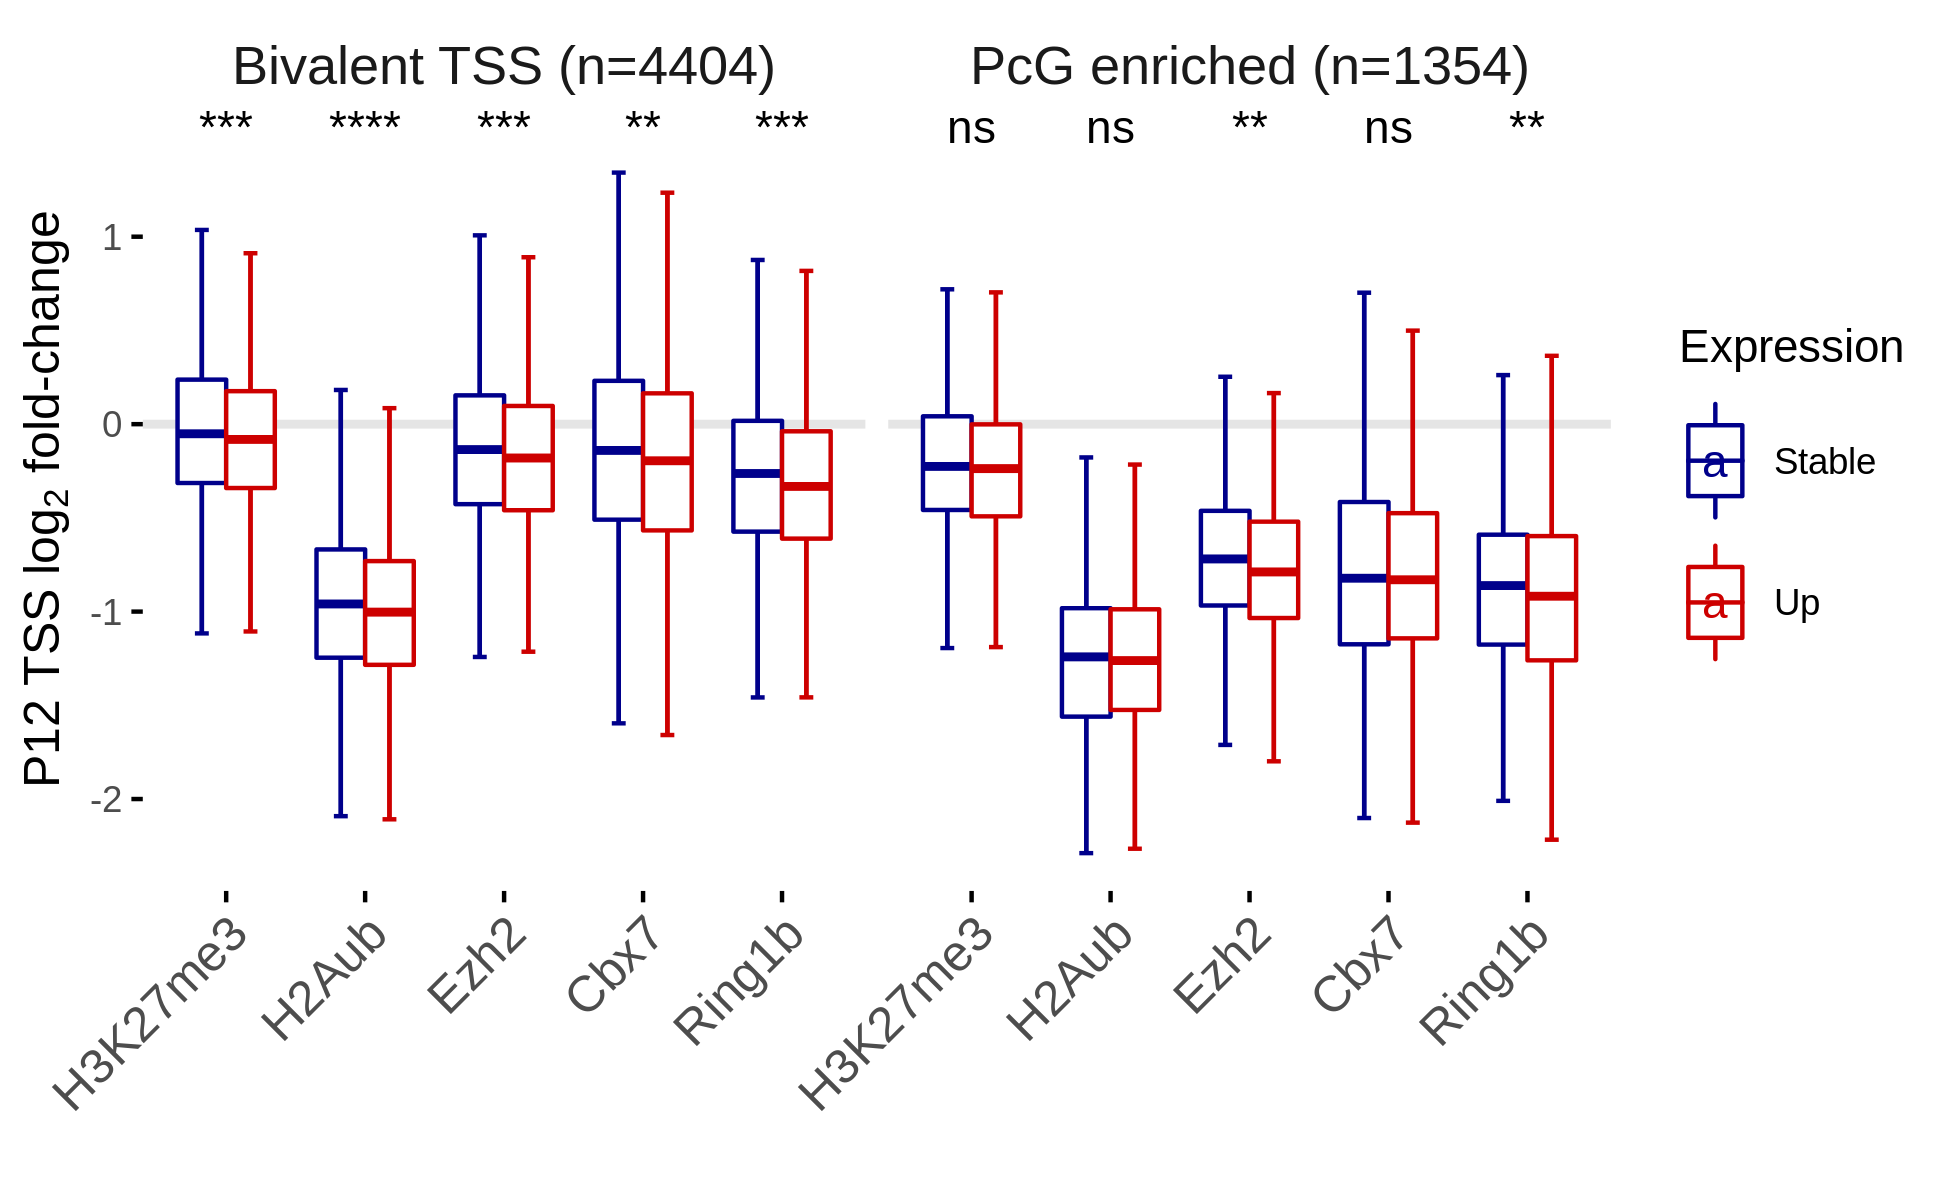 Bivalent TSS (n=4404)
PcG enriched (n=1354)
*** **** *** ** ***
ns ns ** ns **
P12 TSS log₂ fold-change
1
0
-1
-2
H3K27me3
H2Aub
Ezh2
Cbx7
Ring1b
H3K27me3
H2Aub
Ezh2
Cbx7
Ring1b
Expression
a Stable
a Up